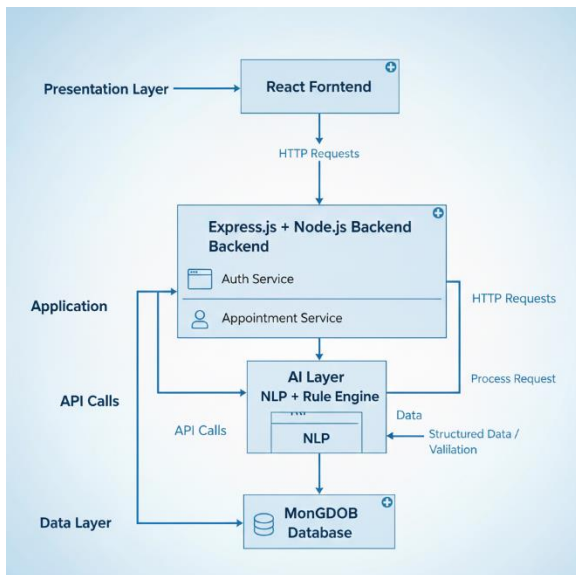 Presentation Layer
React Forntend
HTTP Requests
Express.js + Node.js Backend
Backend
Auth Service
Appointment Service
Application
HTTP Requests
AI Layer
NLP + Rule Engine
NLP
API Calls
API Calls
Process Request
Data
Structured Data /
Valilation
Data Layer
MonGDOB
Database